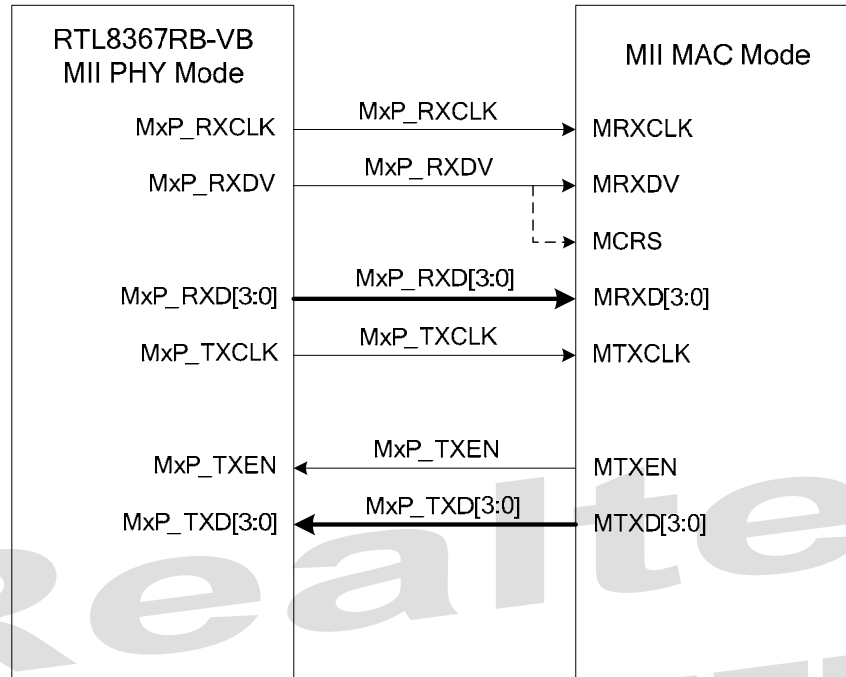 RTL8367RB-VB
MII PHY Mode
MII MAC Mode
MxP_RXCLK
MxP_RXCLK
MRXCLK
MxP_RXDV
MxP_RXDV
MRXDV
MCRS
MxP_RXD[3:0]
MxP_RXD[3:0]
MRXD[3:0]
MxP_TXCLK
MxP_TXCLK
MTXCLK
MxP_TXEN
MxP_TXEN
MTXEN
MxP_TXD[3:0]
MxP_TXD[3:0]
MTXD[3:0]
Realte